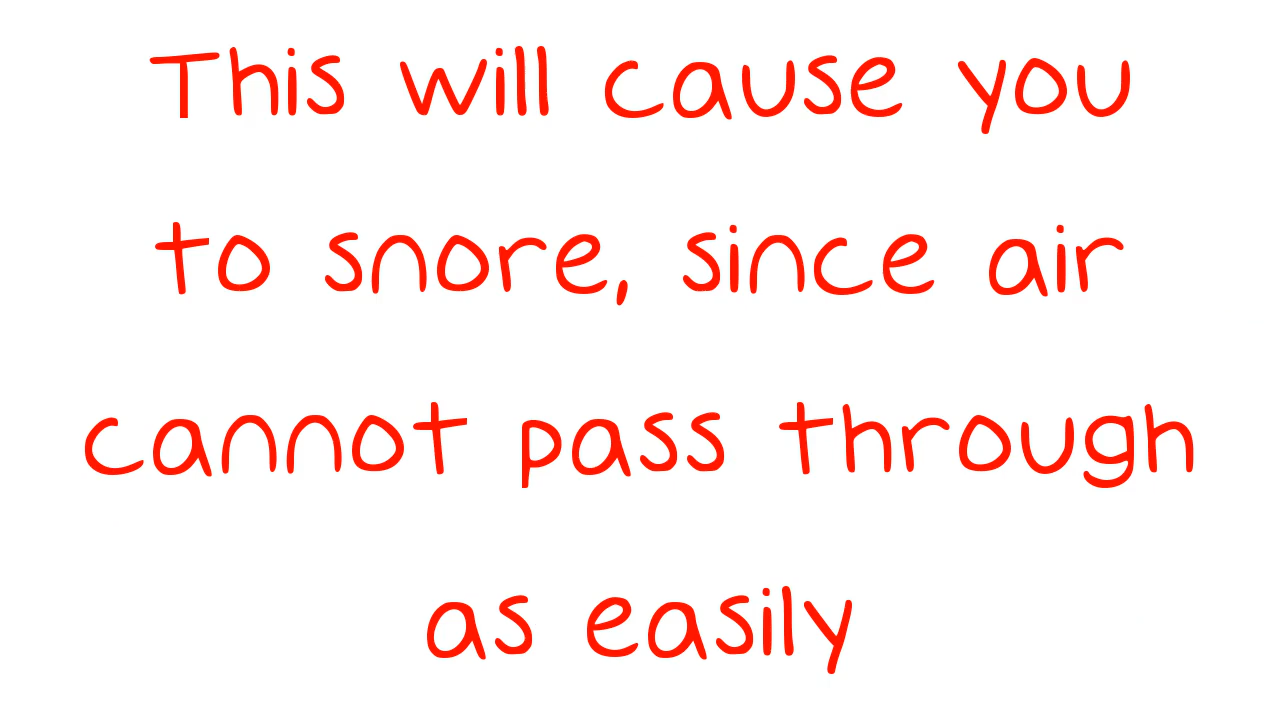 This will cause you
to snore, since air
cannot pass through
as easily